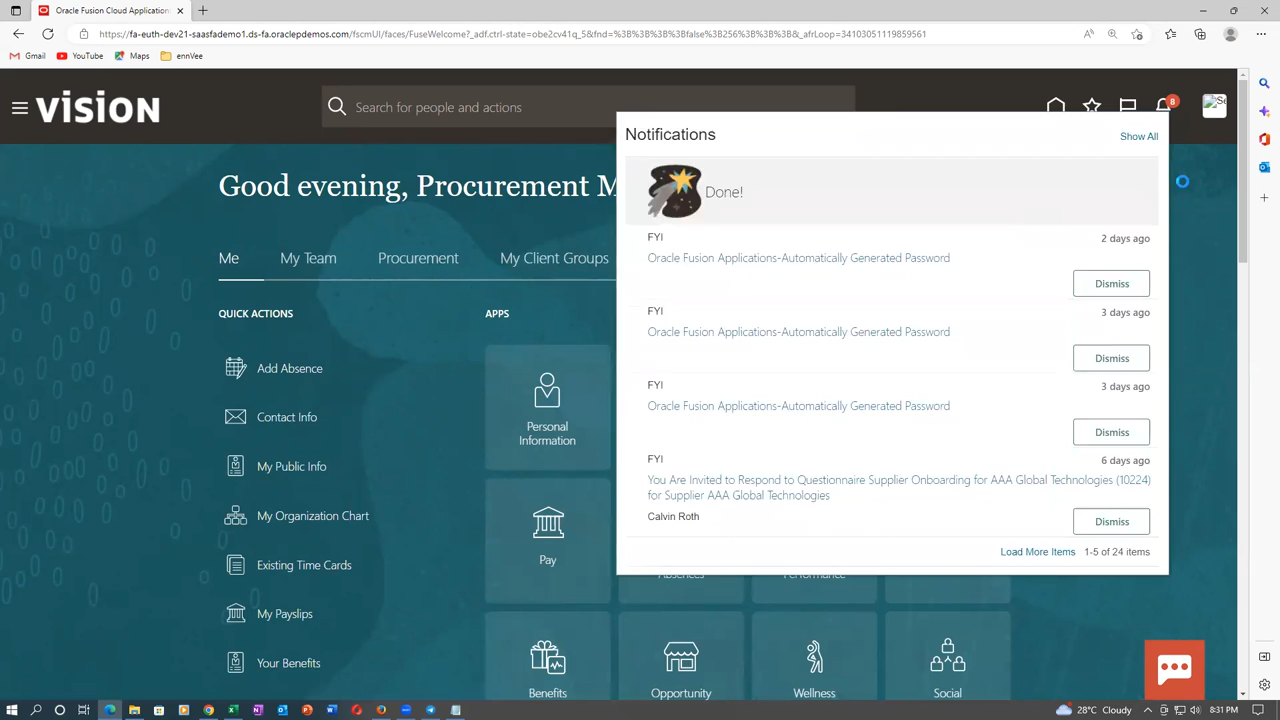 Oracle Fusion Cloud Application
https://fa-euth-dev21-saasfademo1.ds-fa.oraclepdemos.com/fscmUI/faces/FuseWelcome?_adf.ctrl-state=obe2cv41q_5&fnd=%3B%3B%3B%3Bfalse%3B256%3B%3B%3B&_afrLoop=34103051119859561
Gmail
YouTube
Maps
ennVee
VISION
Search for people and actions
8
Notifications
Show All
Good evening, Procurement M
Done!
FYI
2 days ago
Oracle Fusion Applications-Automatically Generated Password
Dismiss
Me
My Team
Procurement
My Client Groups
QUICK ACTIONS
APPS
FYI
3 days ago
Oracle Fusion Applications-Automatically Generated Password
Dismiss
Add Absence
FYI
3 days ago
Oracle Fusion Applications-Automatically Generated Password
Dismiss
Contact Info
Personal
Information
My Public Info
FYI
6 days ago
You Are Invited to Respond to Questionnaire Supplier Onboarding for AAA Global Technologies (10224)
for Supplier AAA Global Technologies
Calvin Roth
Dismiss
My Organization Chart
Load More Items
1-5 of 24 items
Existing Time Cards
Pay
Absences
Performance
My Payslips
Your Benefits
Benefits
Opportunity
Wellness
Social
28°C Cloudy
8:31 PM